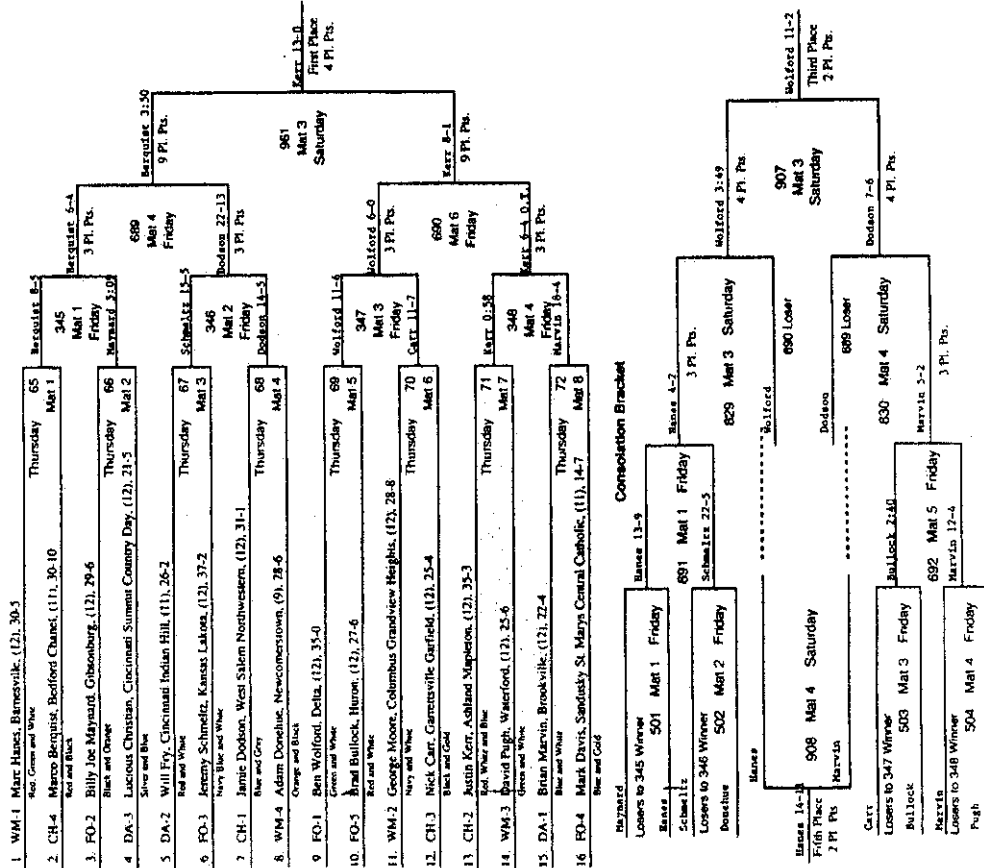 1 WM-1 Marc Hanes, Barnesville, (12), 30-5
Red, Green and White
Thursday 65
Mat 1
2. CH-4 Marco Berquist, Bedford Chanel, (11), 30-10
Red and Black
3. FO-2 Billy Joe Maynard, Gibsonburg, (12), 29-6
Black and Orange
Thursday 66
Mat 2
4 DA-3 Lucious Christian, Cincinnati Summit Country Day, (12), 21-5
Silver and Blue
5 DA-2 Will Fry, Cincinnati Indian Hill, (11), 26-2
Red and White
Thursday 67
Mat 3
6 FO-3 Jeremy Schmeltz, Kansas Lakota, (12), 37-2
Navy Blue and White
7 CH-1 Jamie Dodson, West Salem Northwestern, (12), 31-1
Blue and Grey
Thursday 68
Mat 4
8 WM-4 Adam Donehue, Newcomerstown, (9), 28-6
Orange and Black
9 FO-1 Ben Wolford, Delta, (12), 35-0
Green and White
Thursday 69
Mat 5
10. FO-5 Brad Bullock, Huron, (12), 27-6
Red and White
11. WM-2 George Moore, Columbus Grandview Heights, (12), 28-8
Navy and White
Thursday 70
Mat 6
12. CH-3 Nick Carr, Garrettsville Garfield, (12), 25-4
Black and Gold
13 CH-2 Justin Kerr, Ashland Mapleton, (12), 35-3
Red, White and Blue
Thursday 71
Mat 7
14. WM-3 David Pugh, Waterford, (12), 25-6
Green and White
15 DA-1 Brian Marvin, Brookville, (12), 22-4
Blue and White
Thursday 72
Mat 8
16 FO-4 Mark Davis, Sandusky St. Marys Central Catholic, (11), 14-7
Blue and Gold
Berquist 8-5
345
Mat 1
Friday
Maynard 5:09
Schmeltz 15-5
346
Mat 2
Friday
Dodson 14-5
Wolford 11-6
347
Mat 3
Friday
Carr 11-7
Kerr 0:58
348
Mat 4
Friday
Marvin 18-4
Berquist 6-4
3 Pl. Pts.
689
Mat 4
Friday
Dodson 22-13
3 Pl. Pts.
Wolford 6-0
3 Pl. Pts.
690
Mat 6
Friday
Kerr 6-4 O.T.
3 Pl. Pts.
Berquist 3:50
9 Pl. Pts.
961
Mat 3
Saturday
Kerr 8-1
9 Pl. Pts.
Kerr 13-0
First Place
4 Pl. Pts.
Consolation Bracket
Maynard
Losers to 345 Winner
501 Mat 1 Friday
Hanes
Schmeltz
Losers to 346 Winner
502 Mat 2 Friday
Donehue
Hanes 13-9
691 Mat 1 Friday
Schmeltz 22-5
Hanes 4-2
3 Pl. Pts.
829 Mat 3 Saturday
Wolford
690 Loser
Wolford 3:49
4 Pl. Pts.
907
Mat 3
Saturday
Dodson 7-6
4 Pl. Pts.
Wolford 11-2
Third Place
2 Pl. Pts.
Hanes
908 Mat 4 Saturday
Marvin
Hanes
Fifth Place
2 Pl. Pts
Dodson
689 Loser
830 Mat 4 Saturday
Marvin 5-2
3 Pl. Pts.
Carr
Losers to 347 Winner
503 Mat 3 Friday
Bullock
Marvin
Losers to 348 Winner
504 Mat 4 Friday
Pugh
Bullock 2:40
692 Mat 5 Friday
Marvin 12-4